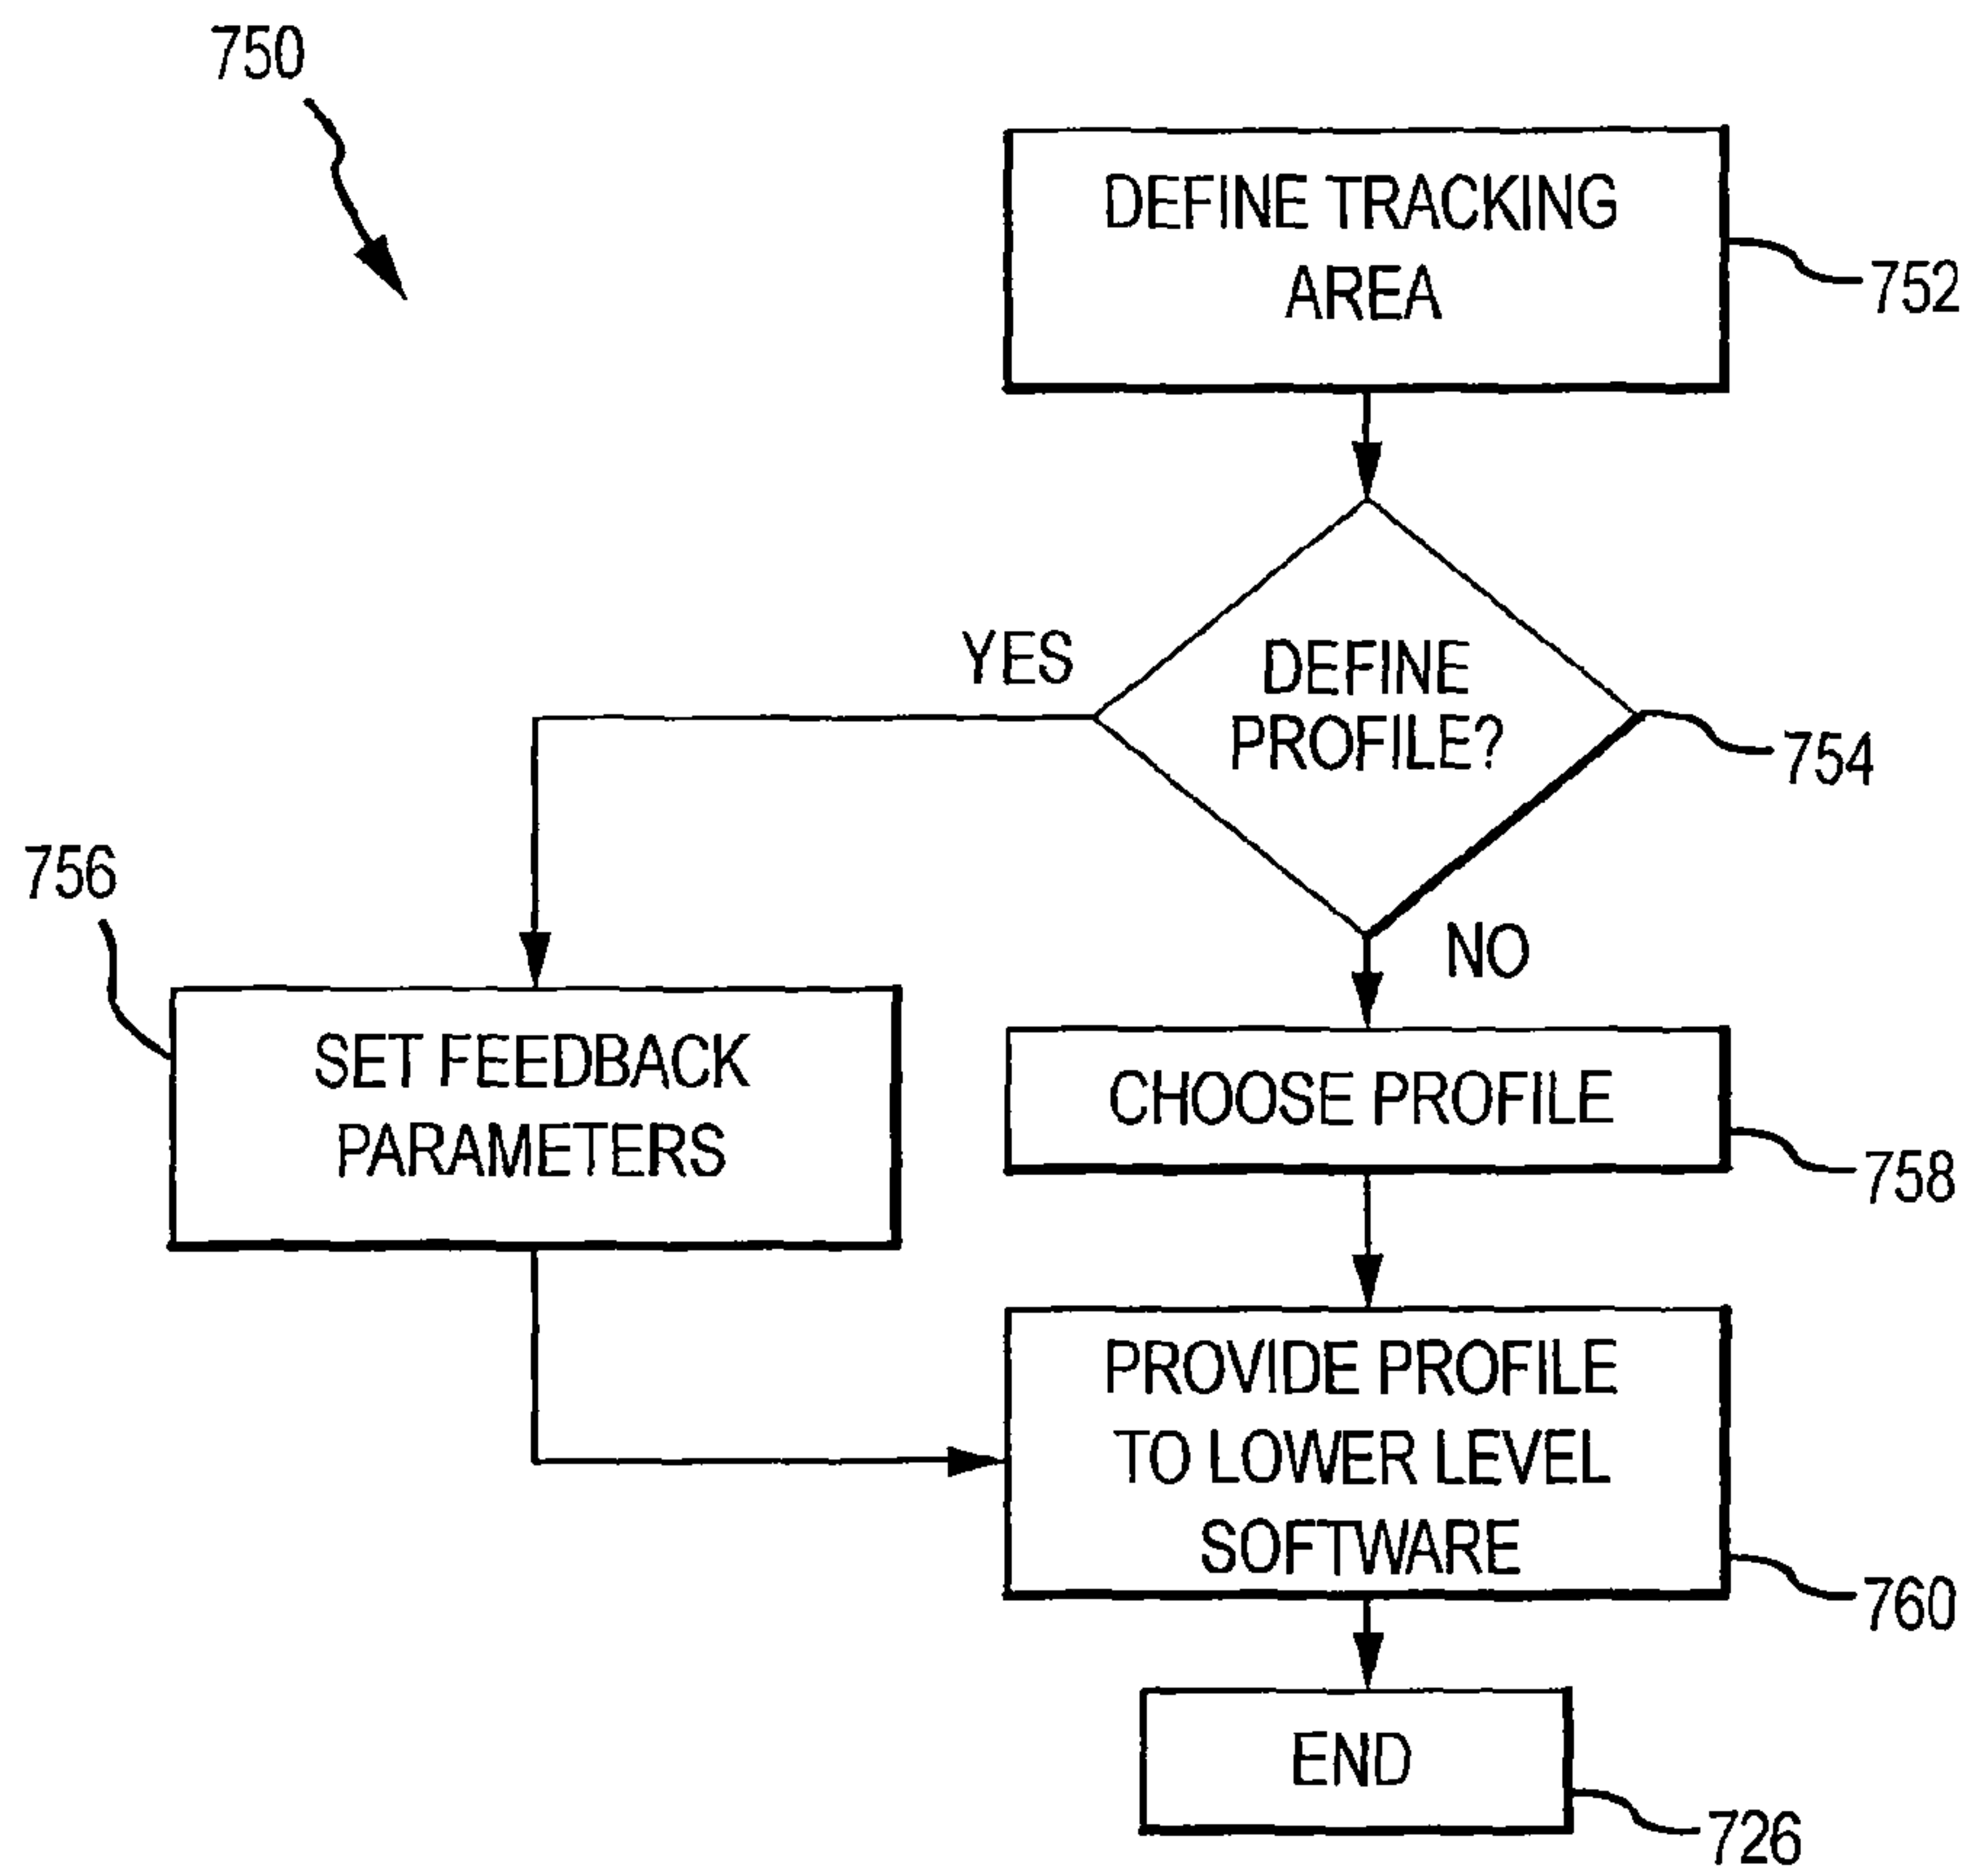 750
DEFINE TRACKING
AREA
752
YES
DEFINE
PROFILE?
754
756
NO
SET FEEDBACK
PARAMETERS
CHOOSE PROFILE
758
PROVIDE PROFILE
TO LOWER LEVEL
SOFTWARE
760
END
726